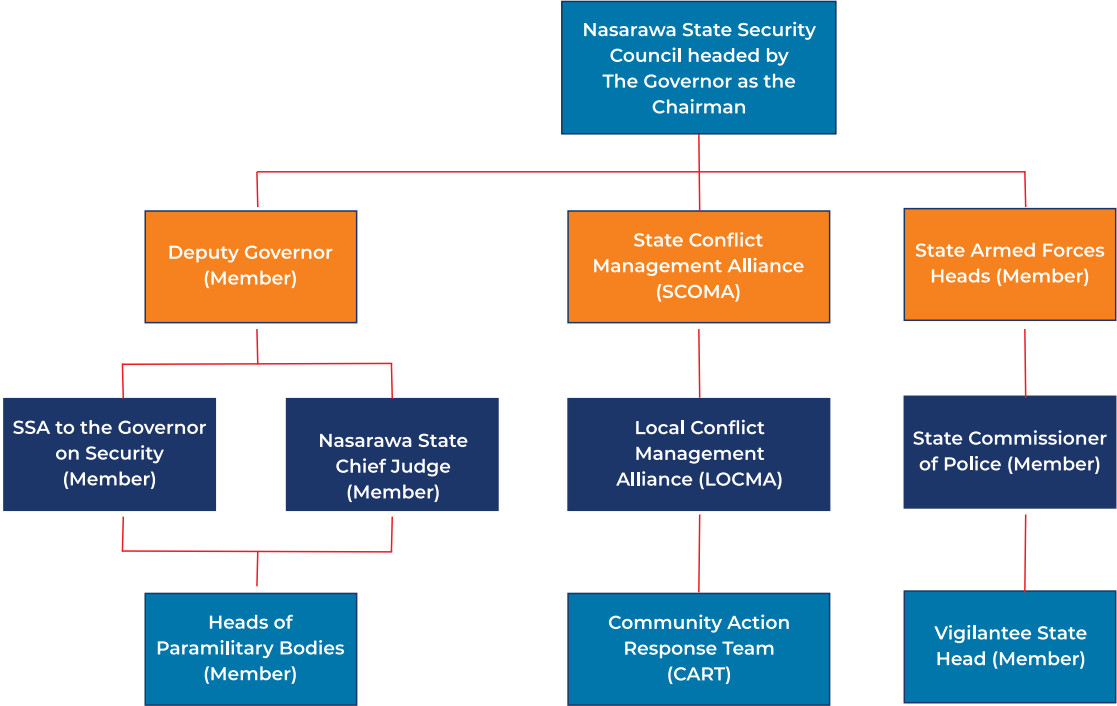 Nasarawa State Security
Council headed by
The Governor as the
Chairman
Deputy Governor
(Member)
State Conflict
Management Alliance
(SCOMA)
State Armed Forces
Heads (Member)
SSA to the Governor
on Security
(Member)
Nasarawa State
Chief Judge
(Member)
Local Conflict
Management
Alliance (LOCMA)
State Commissioner
of Police (Member)
Heads of
Paramilitary Bodies
(Member)
Community Action
Response Team
(CART)
Vigilantee State
Head (Member)